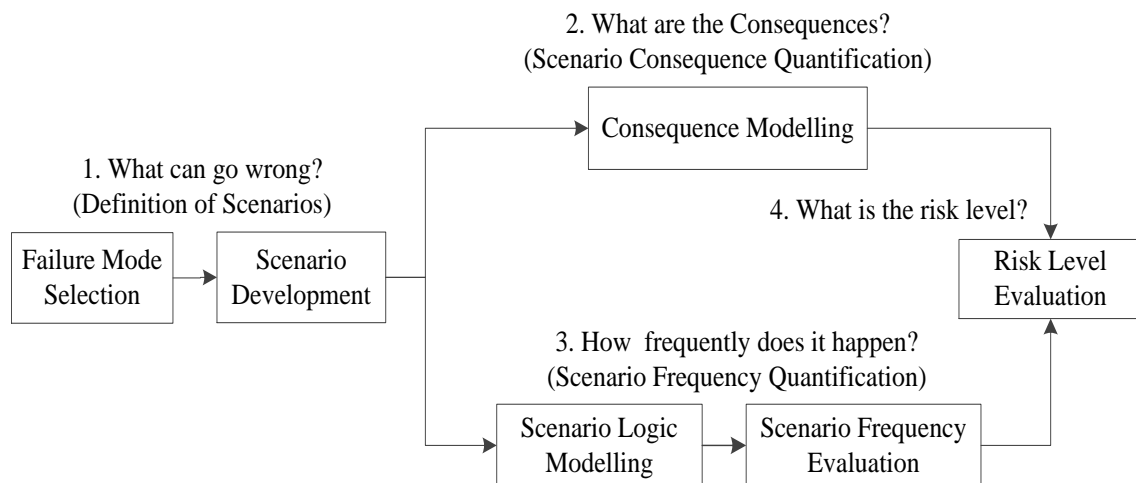 2. What are the Consequences?
(Scenario Consequence Quantification)
Consequence Modelling
1. What can go wrong?
(Definition of Scenarios)
4. What is the risk level?
Failure Mode
Selection
Scenario
Development
Risk Level
Evaluation
3. How  frequently does it happen?
(Scenario Frequency Quantification)
Scenario Logic
Modelling
Scenario Frequency
Evaluation